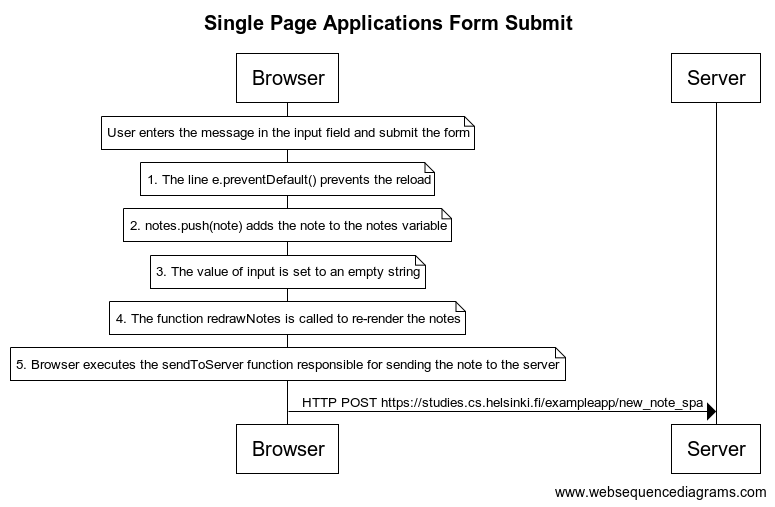 Single Page Applications Form Submit
Browser
Server
User enters the message in the input field and submit the form
1. The line e.preventDefault() prevents the reload
2. notes.push(note) adds the note to the notes variable
3. The value of input is set to an empty string
4. The function redrawNotes is called to re-render the notes
5. Browser executes the sendToServer function responsible for sending the note to the server
HTTP POST https://studies.cs.helsinki.fi/exampleapp/new_note_spa
Browser
Server
www.websequencediagrams.com